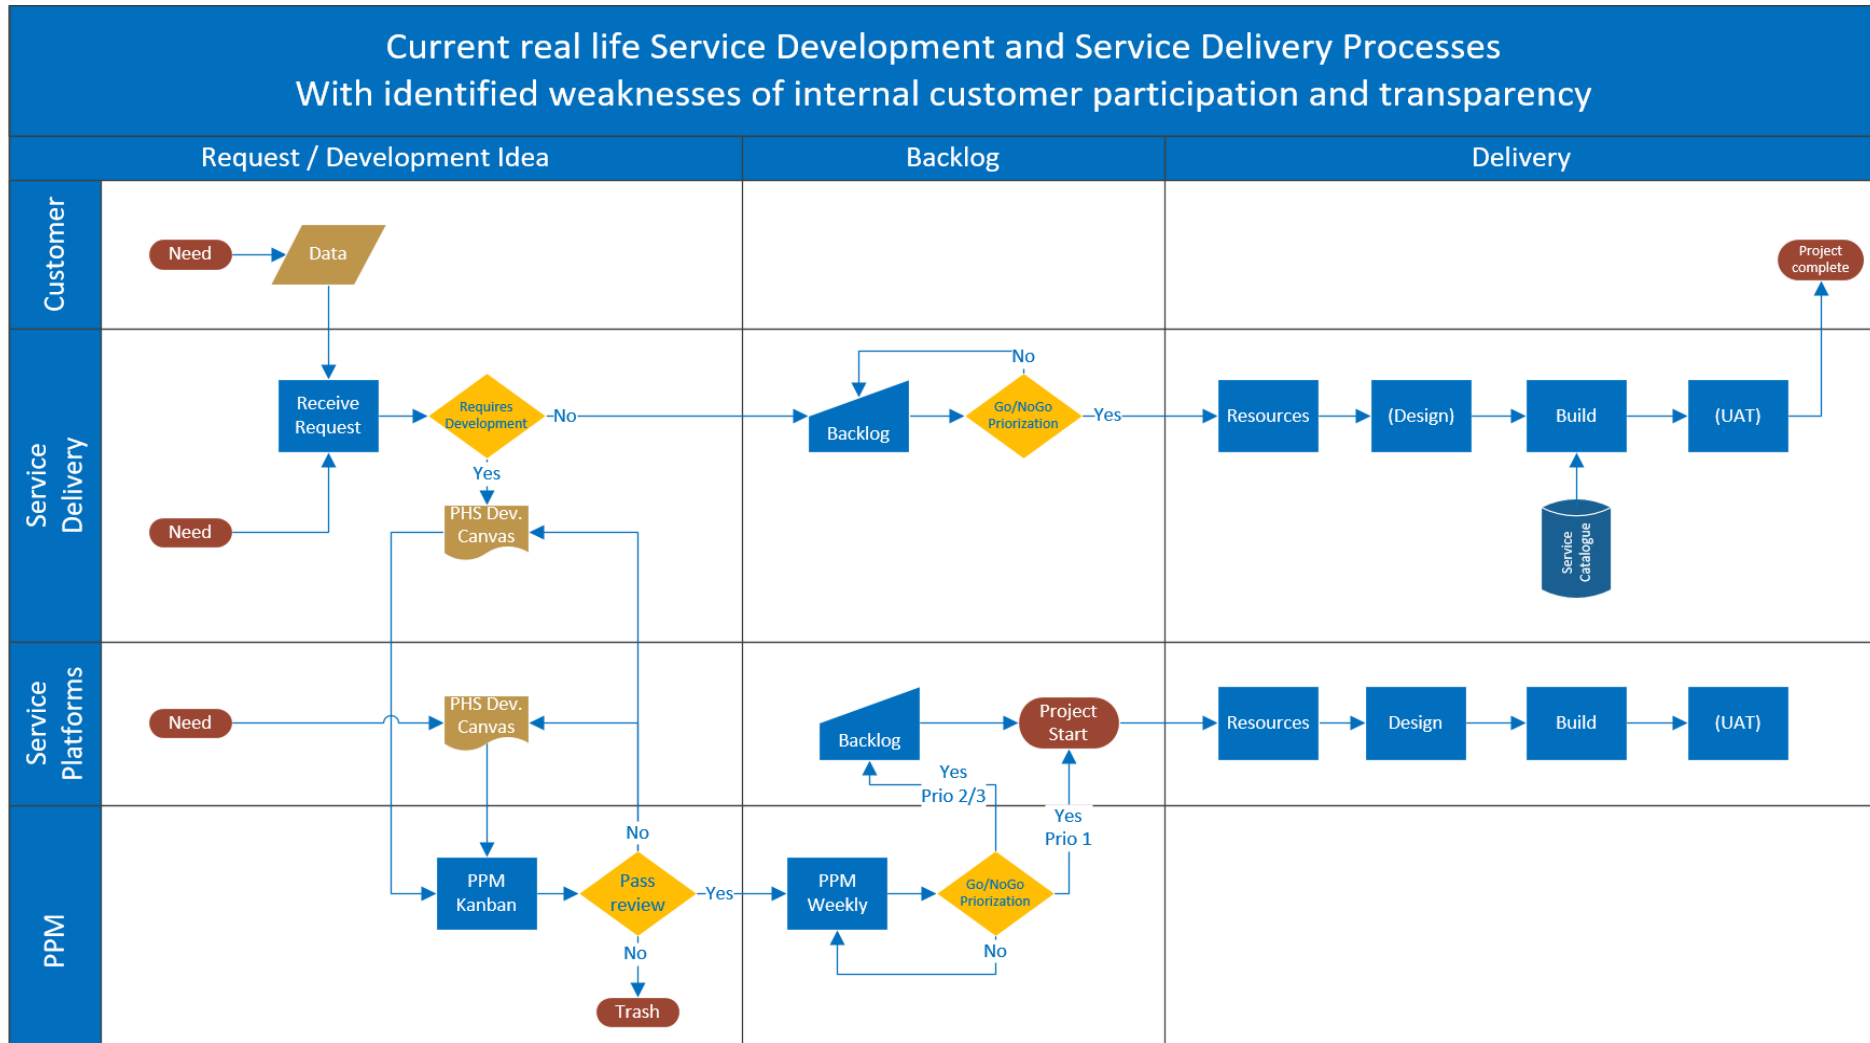 Current real life Service Development and Service Delivery Processes
With identified weaknesses of internal customer participation and transparency
Request / Development Idea
Backlog
Delivery
Customer
Need
Data
Project
complete
Service
Delivery
Receive
Request
Requires
Development
No
Yes
Need
PHS Dev.
Canvas
No
Backlog
Go/NoGo
Priorization
Yes
Resources
(Design)
Build
(UAT)
Service
Catalogue
Service
Platforms
Need
PHS Dev.
Canvas
Backlog
Project
Start
Yes
Prio 2/3
Yes
Prio 1
Resources
Design
Build
(UAT)
PPM
PPM
Kanban
No
Pass
review
Yes
No
Trash
PPM
Weekly
Go/NoGo
Priorization
No